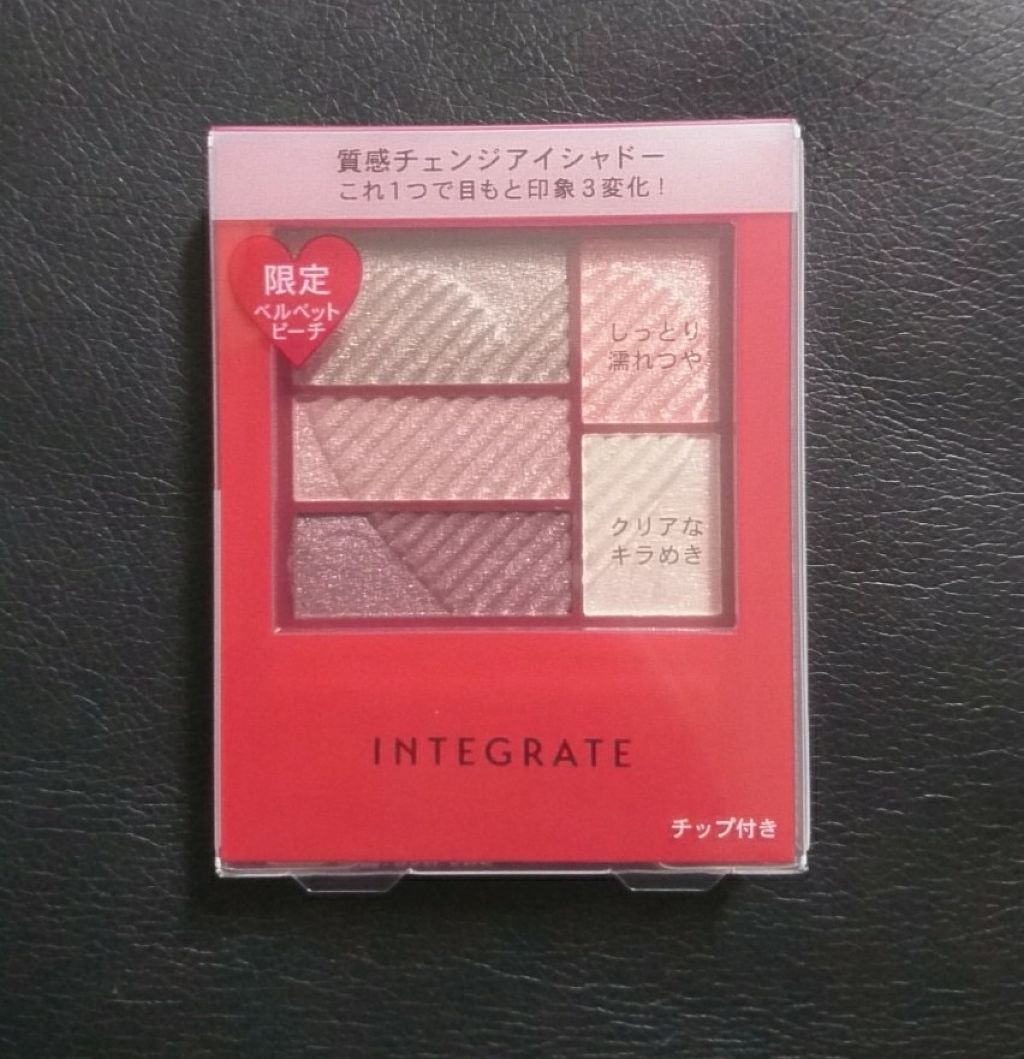 質感チェンジアイシャドー
これ1つで目もと印象3変化!
限定
ベルベット
ピーチ
しっとり
濡れつや
クリアな
キラめき
INTEGRATE
チップ付き